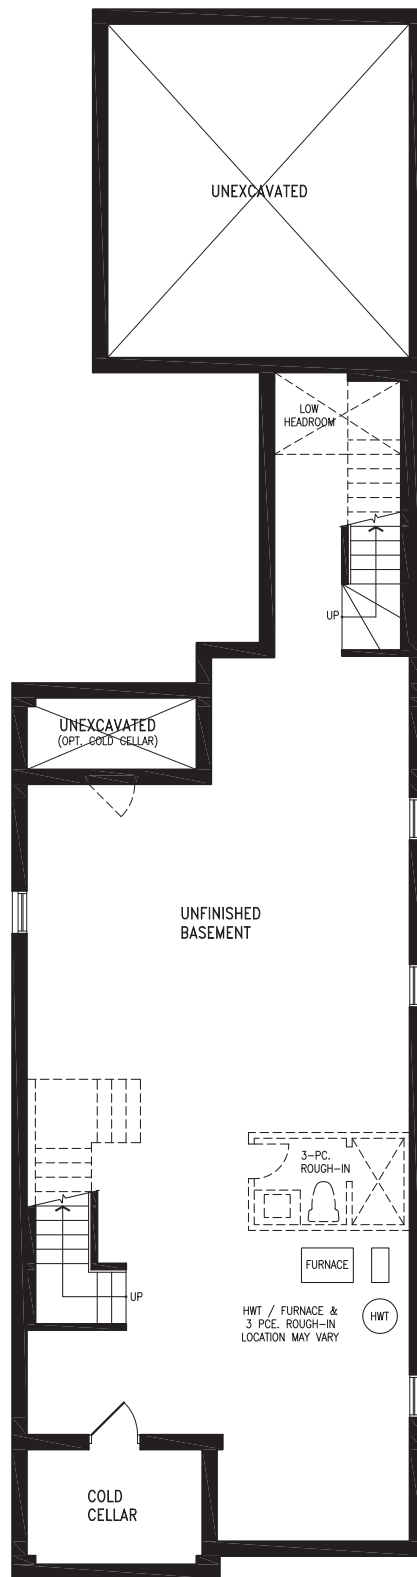 UNEXCAVATED
LOW
HEADROOM
UP
UNEXCAVATED
(OPT. COLD CELLAR)
UNFINISHED
BASEMENT
3-PC.
ROUGH-IN
FURNACE
UP
HWT / FURNACE &
3 PCE. ROUGH-IN
LOCATION MAY VARY
HWT
COLD
CELLAR